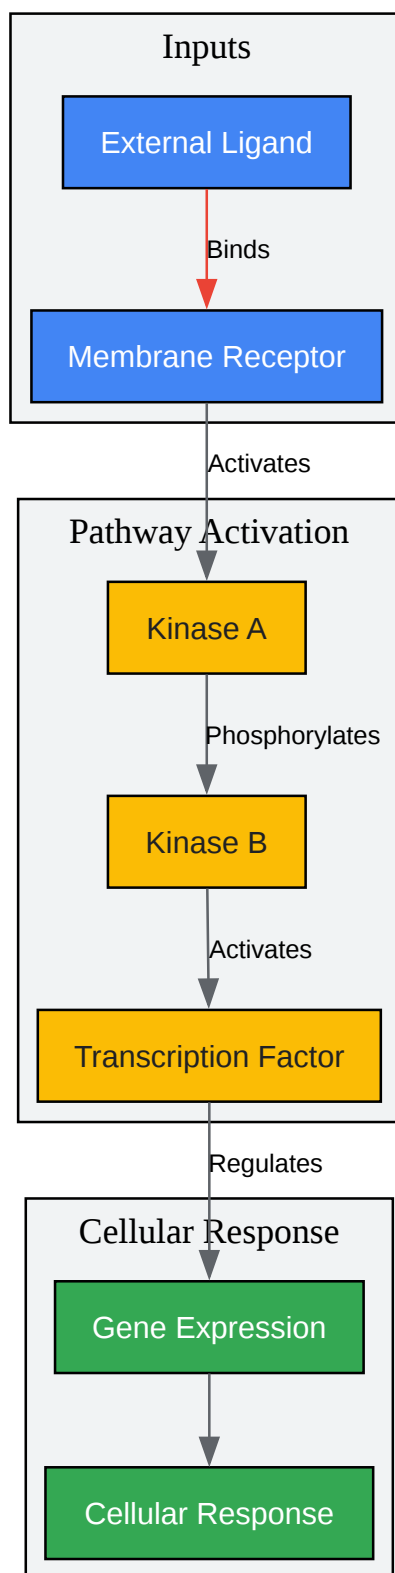 Inputs
External Ligand
Binds
Membrane Receptor
Activates
Pathway Activation
Kinase A
Phosphorylates
Kinase B
Activates
Transcription Factor
Regulates
Cellular Response
Gene Expression
Cellular Response